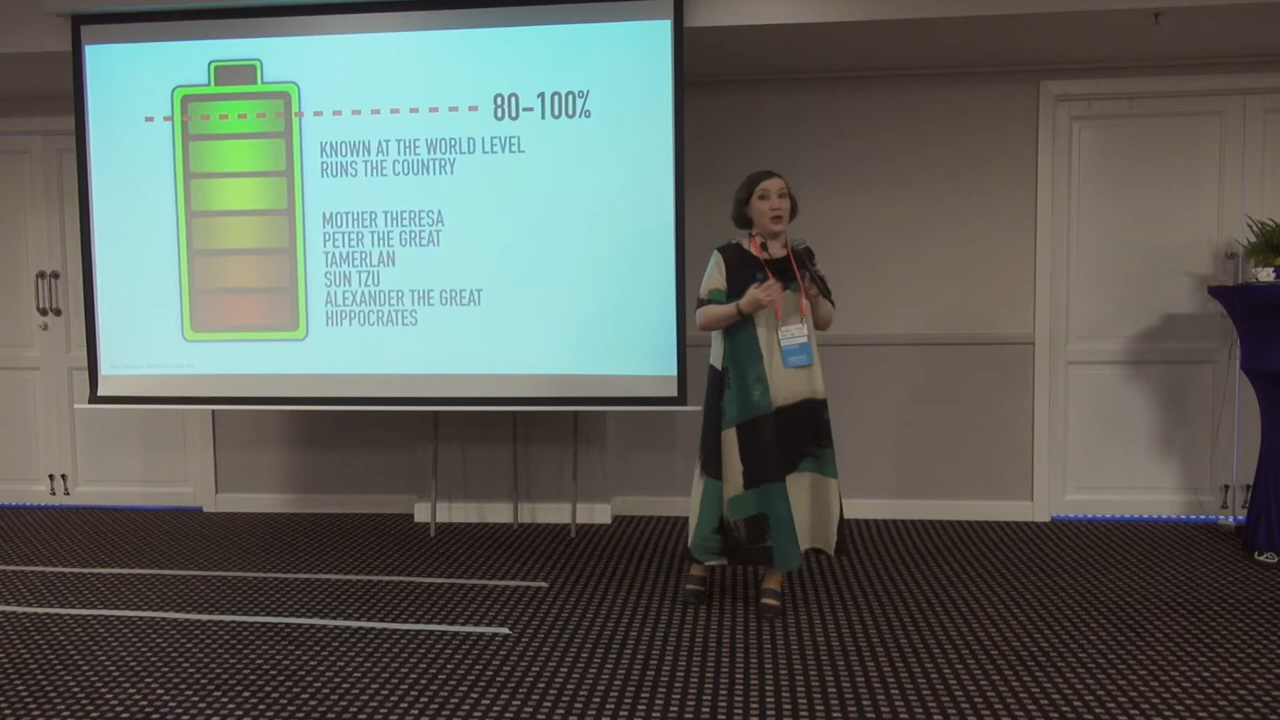 80-100%
KNOWN AT THE WORLD LEVEL
RUNS THE COUNTRY
MOTHER THERESA
PETER THE GREAT
TAMERLAN
SUN TZU
ALEXANDER THE GREAT
HIPPOCRATES